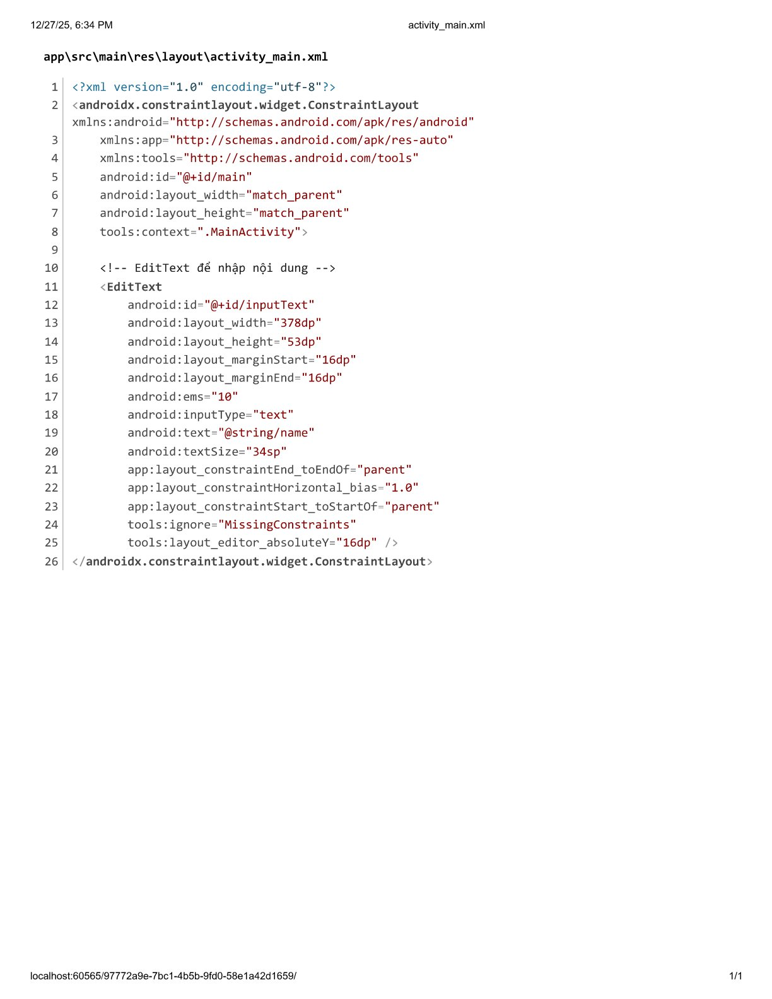 12/27/25, 6:34 PM activity_main.xml
app\src\main\res\layout\activity_main.xml
1 <?xml version="1.0" encoding="utf-8"?>
2 <androidx.constraintlayout.widget.ConstraintLayout
xmlns:android="http://schemas.android.com/apk/res/android"
3 xmlns:app="http://schemas.android.com/apk/res-auto"
4 xmlns:tools="http://schemas.android.com/tools"
5 android:id="@+id/main"
6 android:layout_width="match_parent"
7 android:layout_height="match_parent"
8 tools:context=".MainActivity">
9
10 <!-- EditText để nhập nội dung -->
11 <EditText
12 android:id="@+id/inputText"
13 android:layout_width="378dp"
14 android:layout_height="53dp"
15 android:layout_marginStart="16dp"
16 android:layout_marginEnd="16dp"
17 android:ems="10"
18 android:inputType="text"
19 android:text="@string/name"
20 android:textSize="34sp"
21 app:layout_constraintEnd_toEndOf="parent"
22 app:layout_constraintHorizontal_bias="1.0"
23 app:layout_constraintStart_toStartOf="parent"
24 tools:ignore="MissingConstraints"
25 tools:layout_editor_absoluteY="16dp" />
26 </androidx.constraintlayout.widget.ConstraintLayout>
localhost:60565/97772a9e-7bc1-4b5b-9fd0-58e1a42d1659/ 1/1